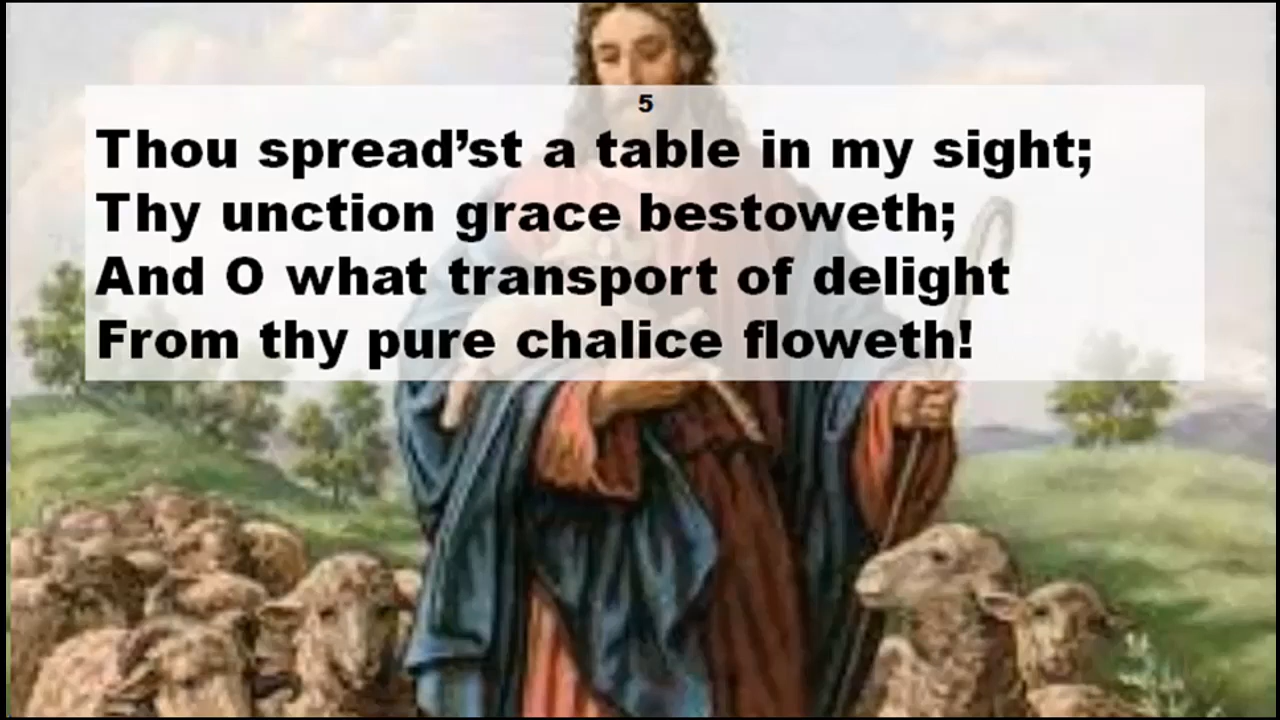 5
Thou spread’st a table in my sight;
Thy unction grace bestoweth;
And O what transport of delight
From thy pure chalice floweth!